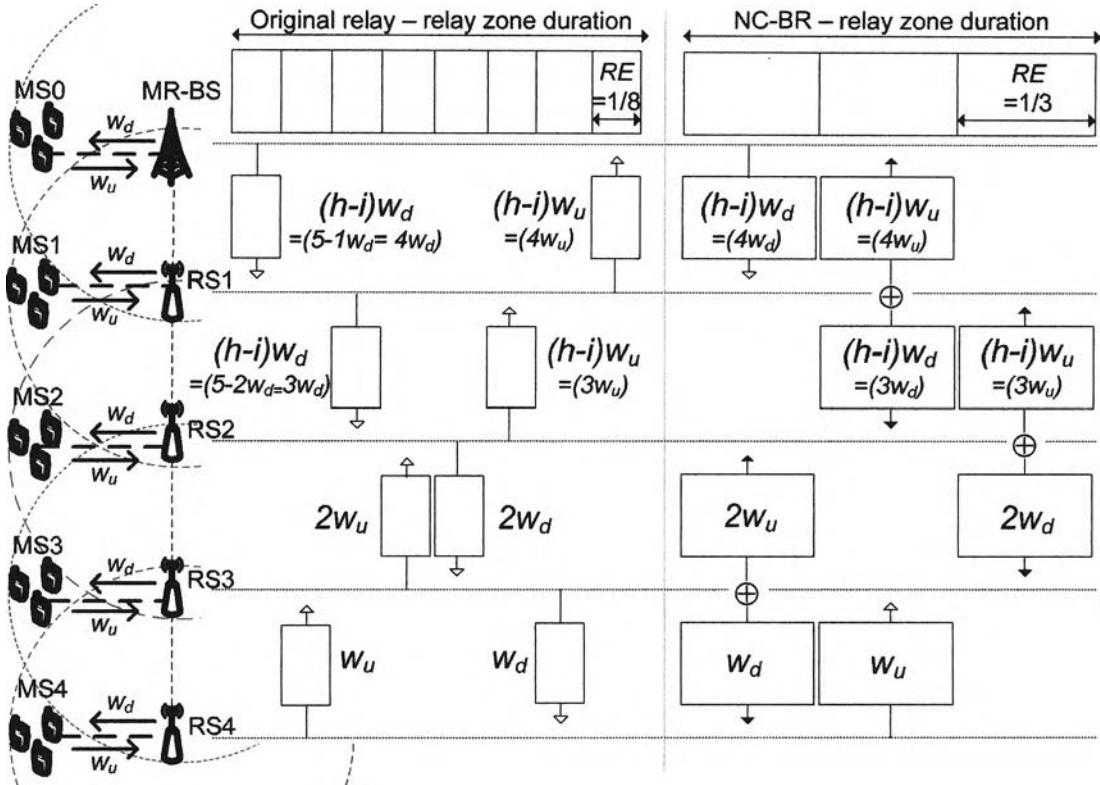 Original relay – relay zone duration
NC-BR – relay zone duration
RE
=1/8
RE
=1/3
MS0
MR-BS
w_d
w_u
(h-i)w_d
=(5-1w_d= 4w_d)
(h-i)w_u
=(4w_u)
(h-i)w_d
=(4w_d)
(h-i)w_u
=(4w_u)
MS1
w_d
RS1
w_u
(h-i)w_d
=(5-2w_d=3w_d)
(h-i)w_u
=(3w_u)
(h-i)w_d
=(3w_d)
(h-i)w_u
=(3w_u)
MS2
w_d
RS2
w_u
2w_u
2w_d
2w_u
2w_d
MS3
w_d
RS3
w_u
w_u
w_d
w_d
w_u
MS4
w_d
RS4
w_u